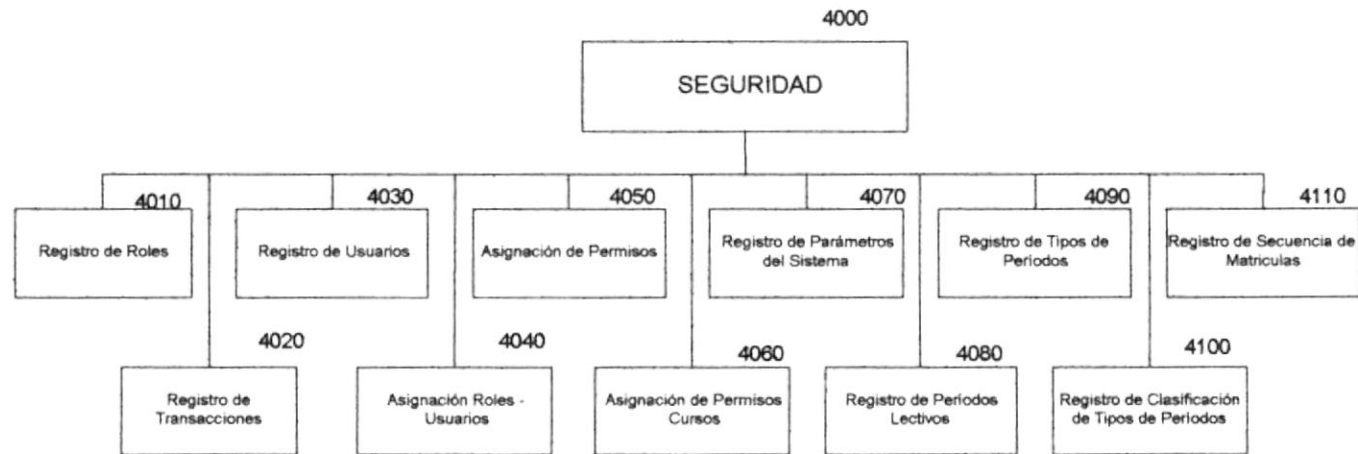 4000
SEGURIDAD
4010
Registro de Roles
4030
Registro de Usuarios
4050
Asignación de Permisos
4070
Registro de Parámetros
del Sistema
4090
Registro de Tipos de
Períodos
4110
Registro de Secuencia de
Matriculas
4020
Registro de
Transacciones
4040
Asignación Roles -
Usuarios
4060
Asignación de Permisos
Cursos
4080
Registro de Períodos
Lectivos
4100
Registro de Clasificación
de Tipos de Períodos